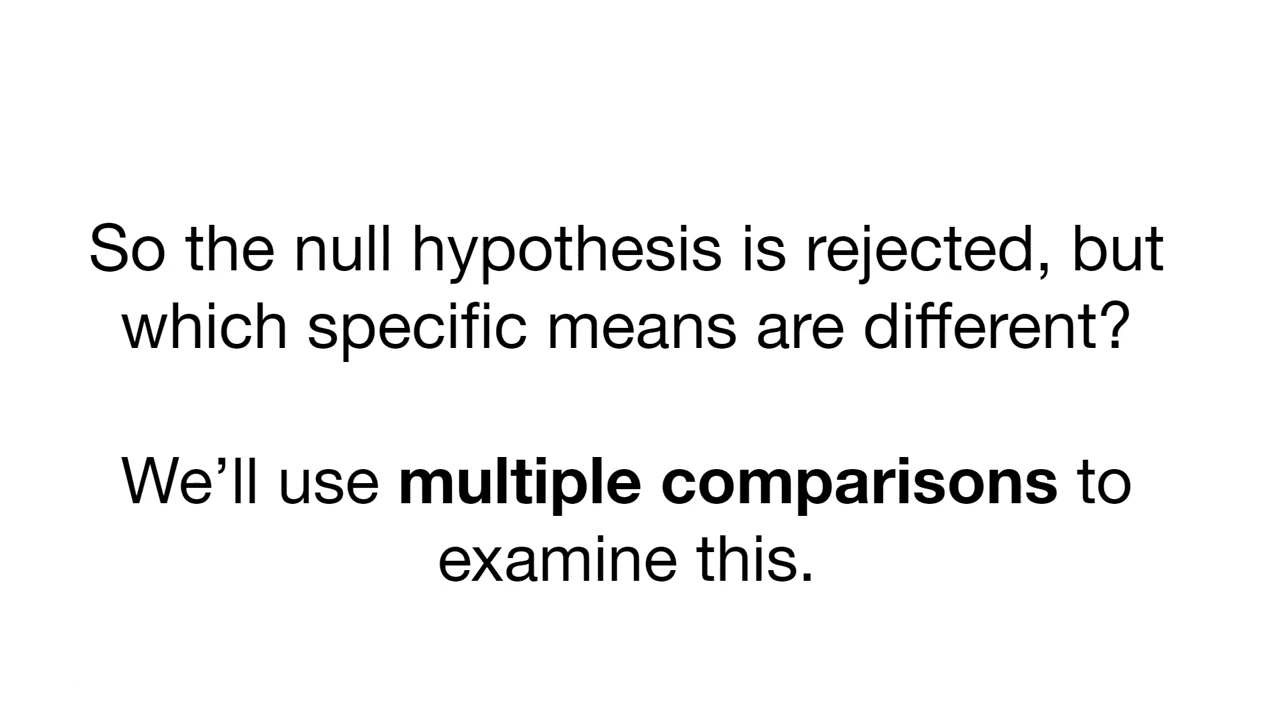 So the null hypothesis is rejected, but
which specific means are different?
We’ll use multiple comparisons to
examine this.